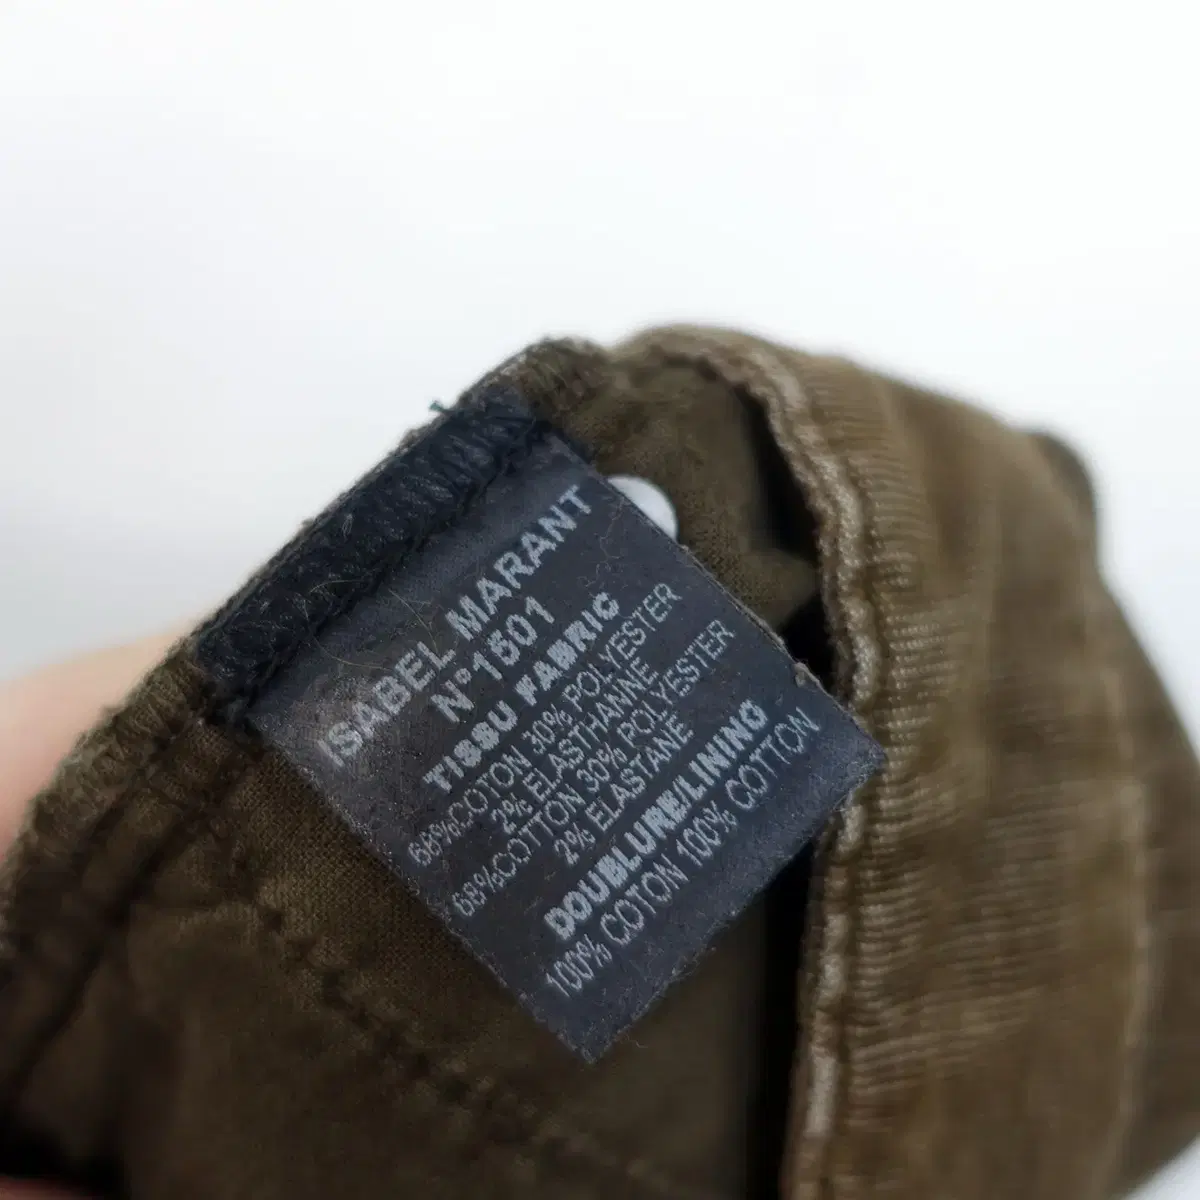 ISABEL MARANT
N°1501
TISSU FABRIC
68%COTON 30% POLYESTER
2% ELASTHANNE
68%COTTON 30% POLYESTER
2% ELASTANE
DOUBLURE/LINING
100% COTON 100% COTTON